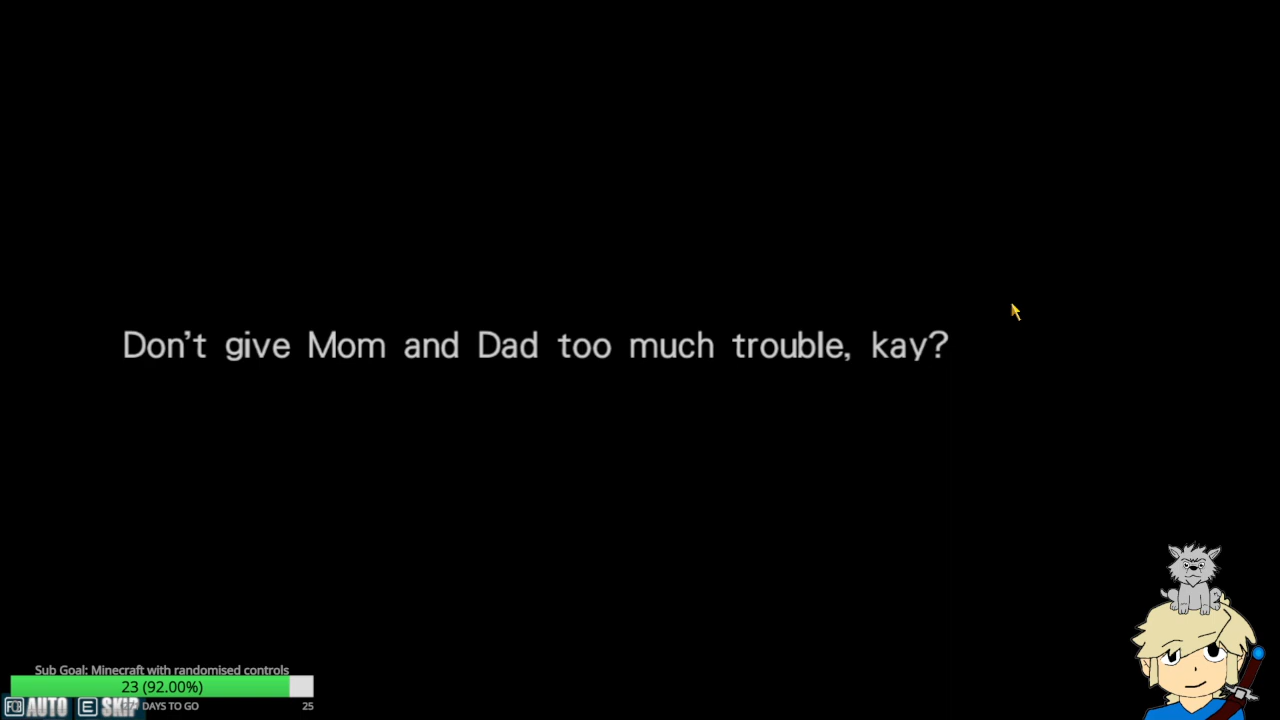 Don't give Mom and Dad too much trouble, kay?
Sub Goal: Minecraft with randomised controls
23 (92.00%)
AUTO E SKIP DAYS TO GO 25